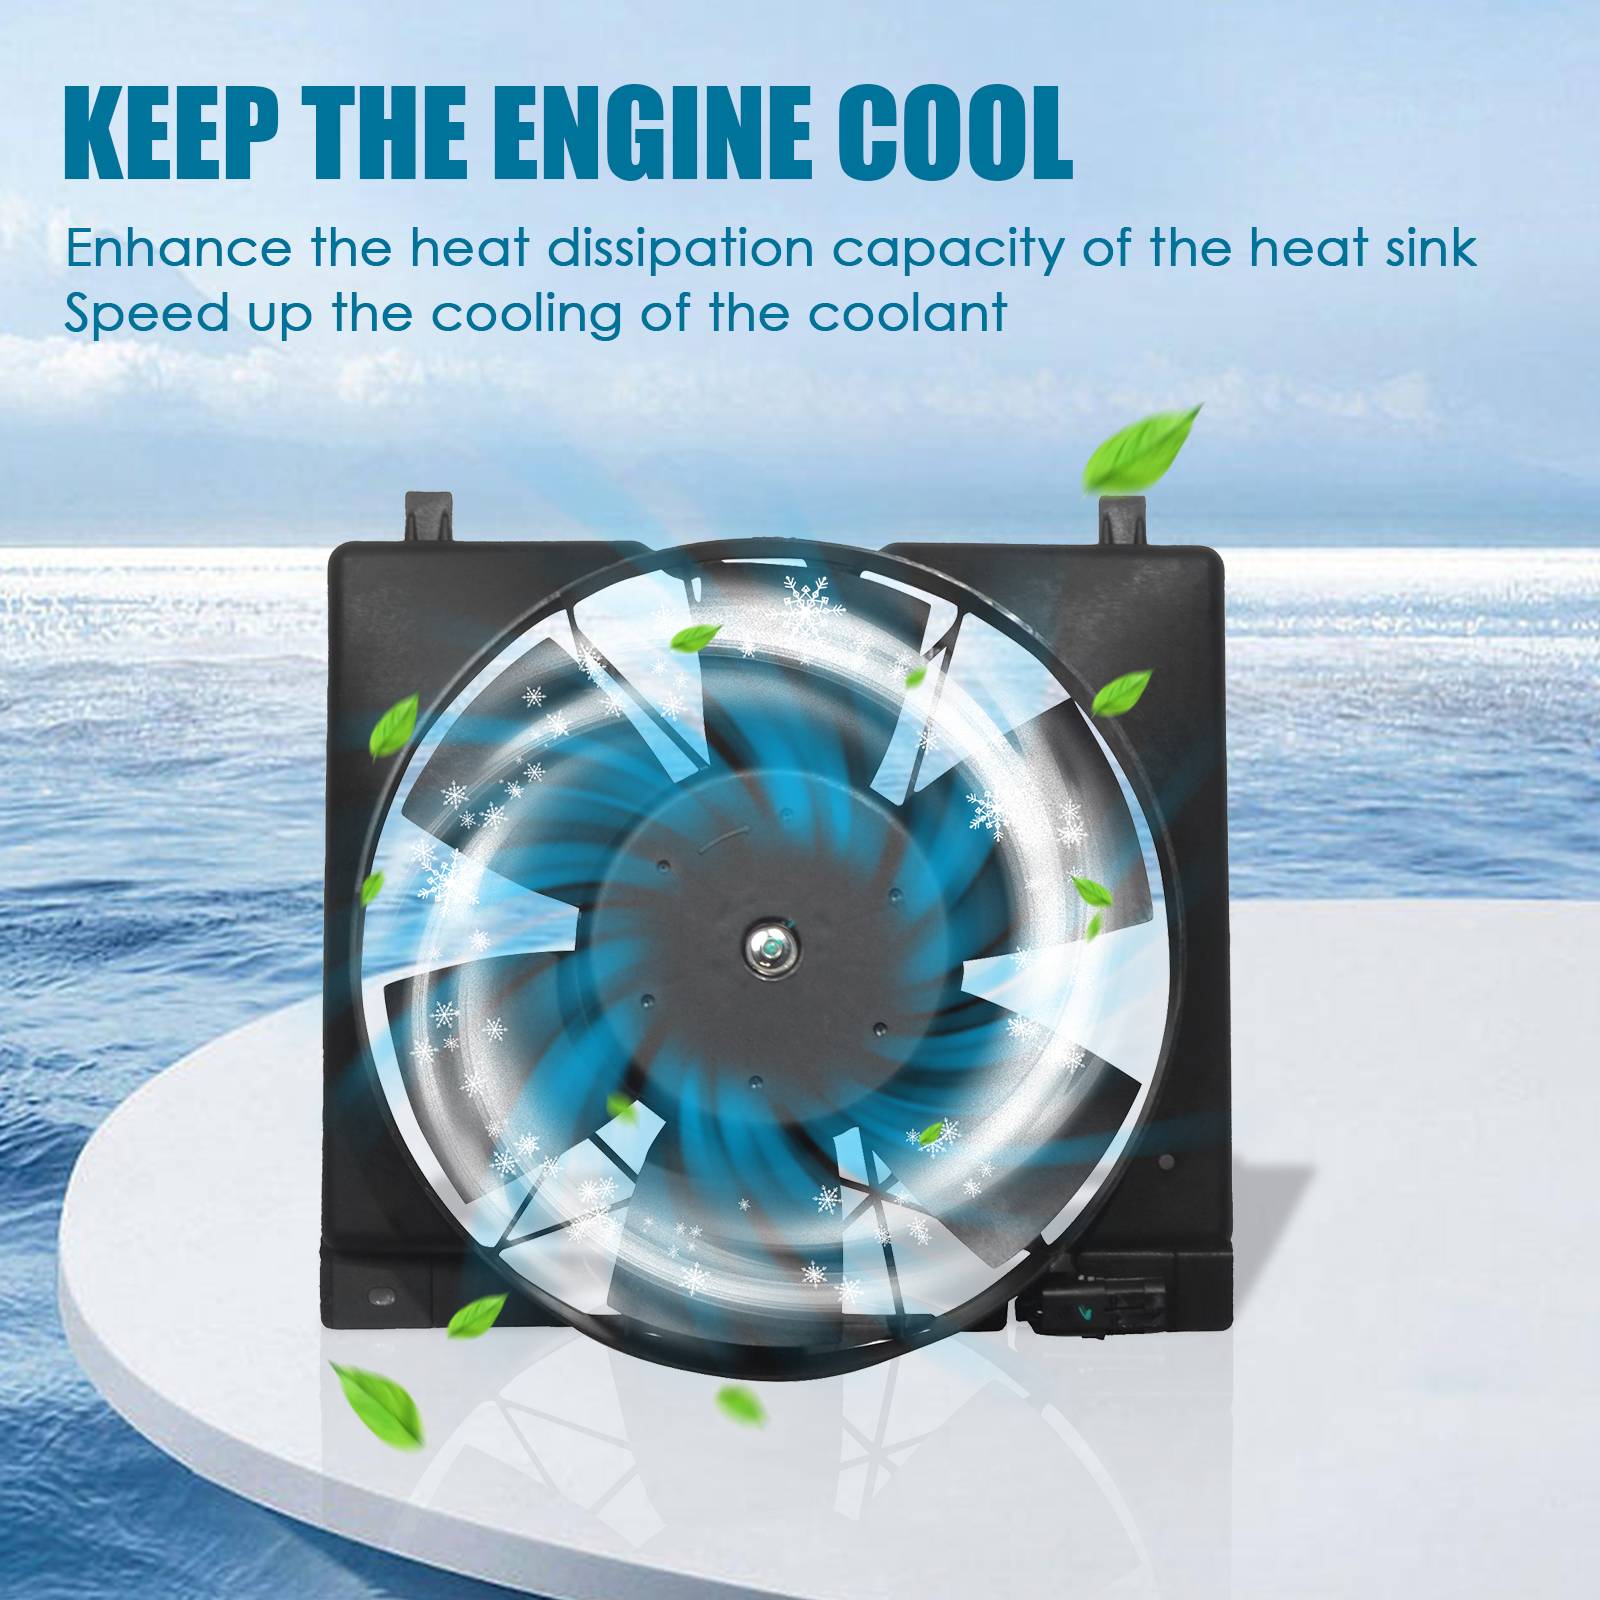 KEEP THE ENGINE COOL
Enhance the heat dissipation capacity of the heat sink
Speed up the cooling of the coolant